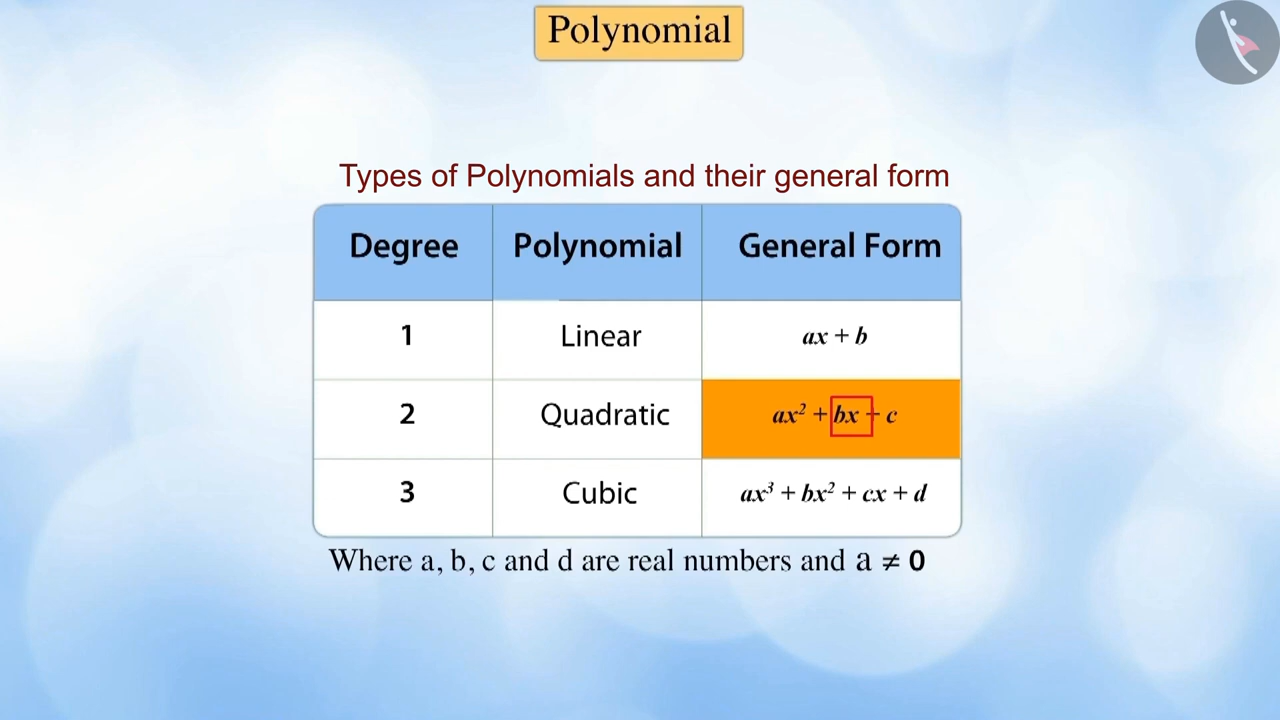 Polynomial
Types of Polynomials and their general form
Degree Polynomial General Form
1 Linear ax + b
2 Quadratic ax² + bx + c
3 Cubic ax³ + bx² + cx + d
Where a, b, c and d are real numbers and a ≠ 0